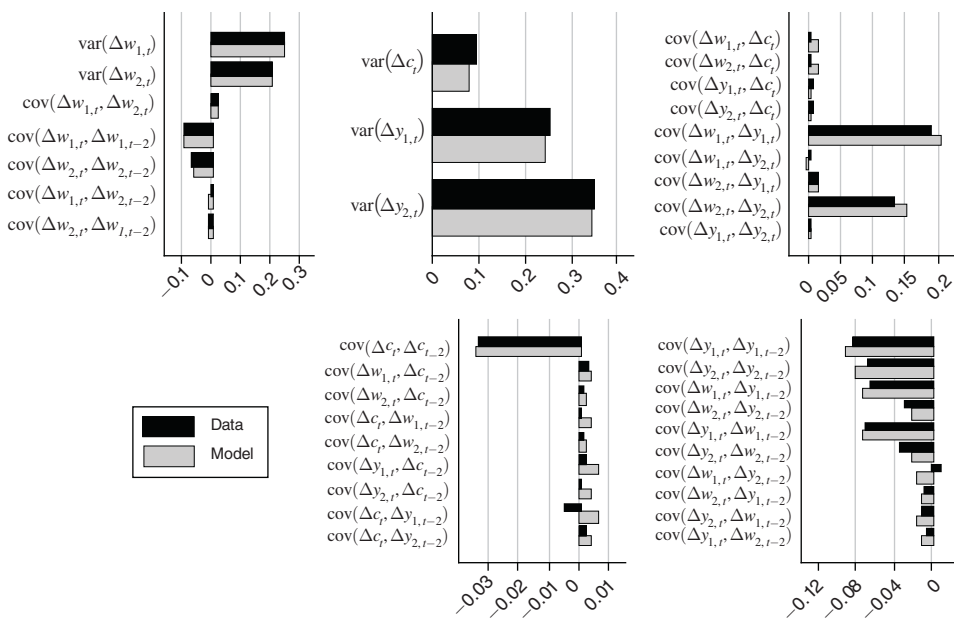 var(Δw₁,ₜ)
var(Δw₂,ₜ)
cov(Δw₁,ₜ, Δw₂,ₜ)
cov(Δw₁,ₜ, Δw₁,ₜ₋₂)
cov(Δw₂,ₜ, Δw₂,ₜ₋₂)
cov(Δw₁,ₜ, Δw₂,ₜ₋₂)
cov(Δw₂,ₜ, Δw₁,ₜ₋₂)
−0.1 0 0.1 0.2 0.3
var(Δcₜ)
var(Δy₁,ₜ)
var(Δy₂,ₜ)
0 0.1 0.2 0.3 0.4
cov(Δw₁,ₜ, Δcₜ)
cov(Δw₂,ₜ, Δcₜ)
cov(Δy₁,ₜ, Δcₜ)
cov(Δy₂,ₜ, Δcₜ)
cov(Δw₁,ₜ, Δy₁,ₜ)
cov(Δw₁,ₜ, Δy₂,ₜ)
cov(Δw₂,ₜ, Δy₁,ₜ)
cov(Δw₂,ₜ, Δy₂,ₜ)
cov(Δy₁,ₜ, Δy₂,ₜ)
0 0.05 0.1 0.15 0.2
Data
Model
cov(Δcₜ, Δcₜ₋₂)
cov(Δw₁,ₜ, Δcₜ₋₂)
cov(Δw₂,ₜ, Δcₜ₋₂)
cov(Δcₜ, Δw₁,ₜ₋₂)
cov(Δcₜ, Δw₂,ₜ₋₂)
cov(Δy₁,ₜ, Δcₜ₋₂)
cov(Δy₂,ₜ, Δcₜ₋₂)
cov(Δcₜ, Δy₁,ₜ₋₂)
cov(Δcₜ, Δy₂,ₜ₋₂)
−0.03 −0.02 −0.01 0 0.01
cov(Δy₁,ₜ, Δy₁,ₜ₋₂)
cov(Δy₂,ₜ, Δy₂,ₜ₋₂)
cov(Δw₁,ₜ, Δy₁,ₜ₋₂)
cov(Δw₂,ₜ, Δy₂,ₜ₋₂)
cov(Δy₁,ₜ, Δw₁,ₜ₋₂)
cov(Δy₂,ₜ, Δw₂,ₜ₋₂)
cov(Δw₁,ₜ, Δy₂,ₜ₋₂)
cov(Δw₂,ₜ, Δy₁,ₜ₋₂)
cov(Δy₂,ₜ, Δw₁,ₜ₋₂)
cov(Δy₁,ₜ, Δw₂,ₜ₋₂)
−0.12 −0.08 −0.04 0